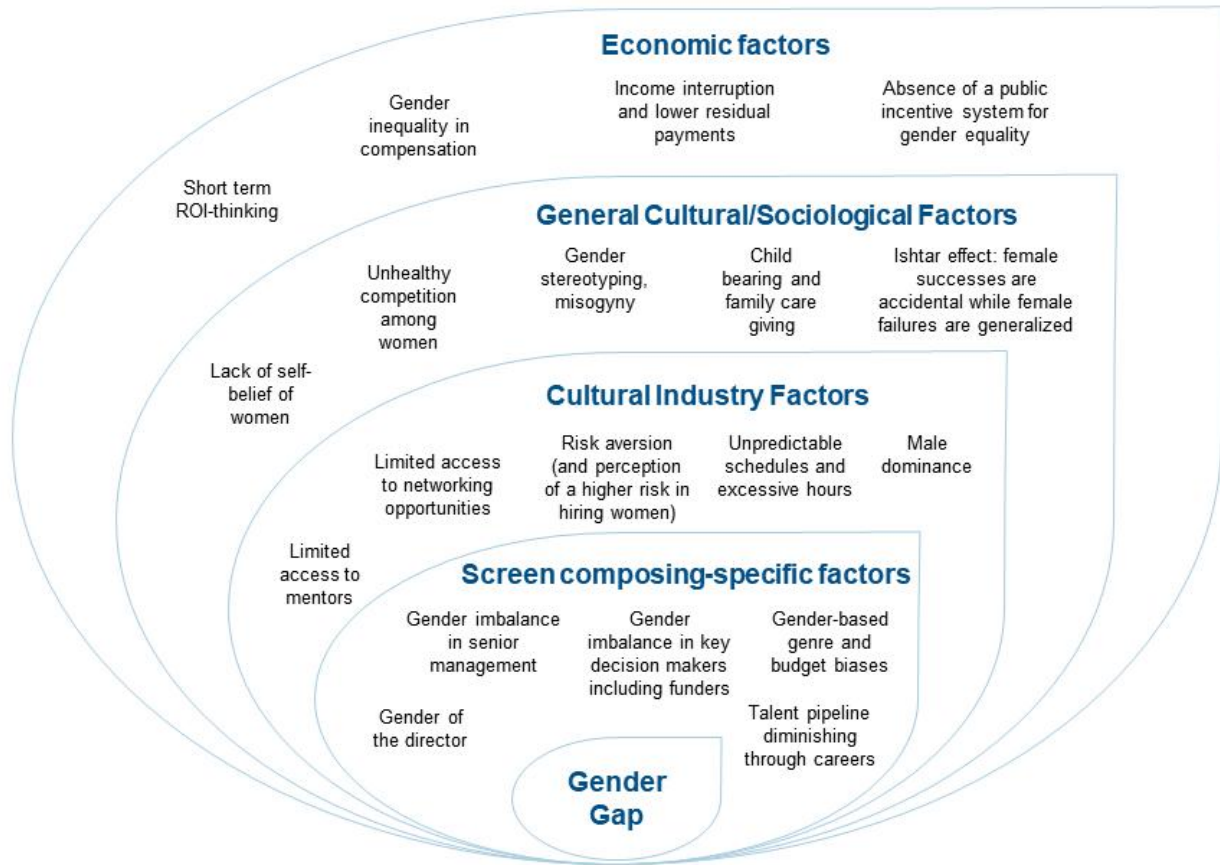 Economic factors
Gender
inequality in
compensation
Income interruption
and lower residual
payments
Absence of a public
incentive system for
gender equality
Short term
ROI-thinking
General Cultural/Sociological Factors
Unhealthy
competition
among
women
Gender
stereotyping,
misogyny
Child
bearing and
family care
giving
Ishtar effect: female
successes are
accidental while female
failures are generalized
Lack of self-
belief of
women
Cultural Industry Factors
Limited access
to networking
opportunities
Risk aversion
(and perception
of a higher risk in
hiring women)
Unpredictable
schedules and
excessive hours
Male
dominance
Limited
access to
mentors
Screen composing-specific factors
Gender imbalance
in senior
management
Gender
imbalance in key
decision makers
including funders
Gender-based
genre and
budget biases
Gender of
the director
Talent pipeline
diminishing
through careers
Gender
Gap